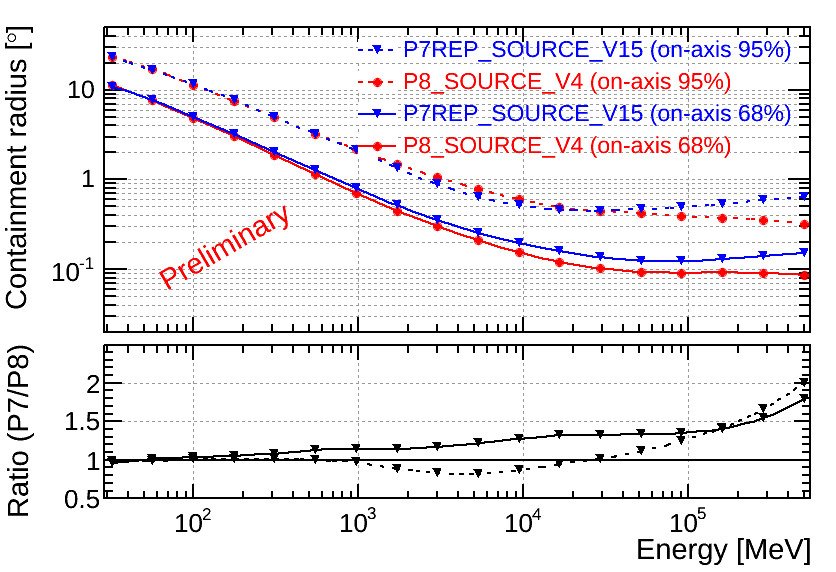 Containment radius [°]
10
1
10-1
P7REP_SOURCE_V15 (on-axis 95%)
P8_SOURCE_V4 (on-axis 95%)
P7REP_SOURCE_V15 (on-axis 68%)
P8_SOURCE_V4 (on-axis 68%)
Preliminary
Ratio (P7/P8)
2
1.5
1
0.5
10² 10³ 10⁴ 10⁵
Energy [MeV]